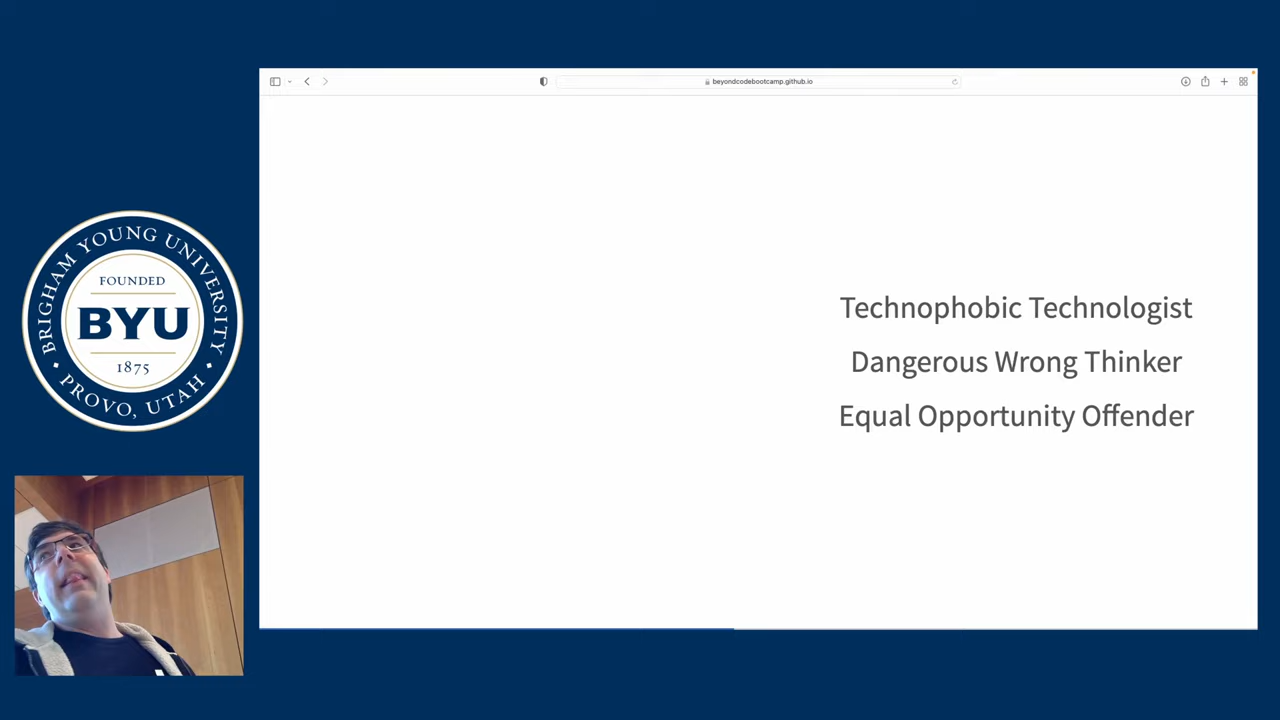 beyondcodebootcamp.github.io
BRIGHAM YOUNG UNIVERSITY
FOUNDED
BYU
1875
PROVO, UTAH
Technophobic Technologist
Dangerous Wrong Thinker
Equal Opportunity Offender